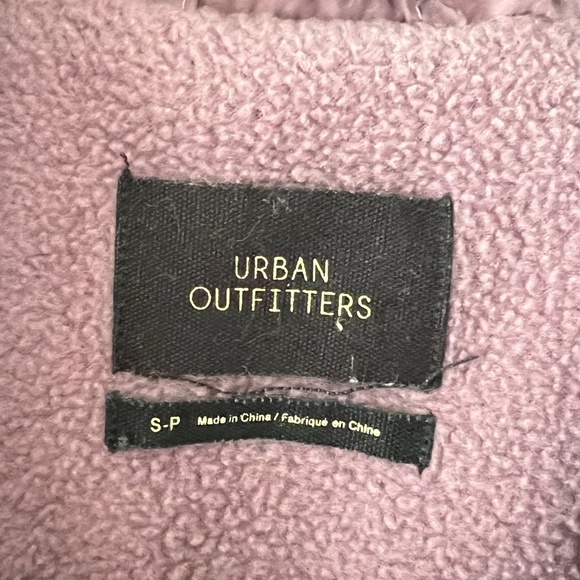 URBAN
OUTFITTERS
S-P Made in China / Fabriqué en Chine